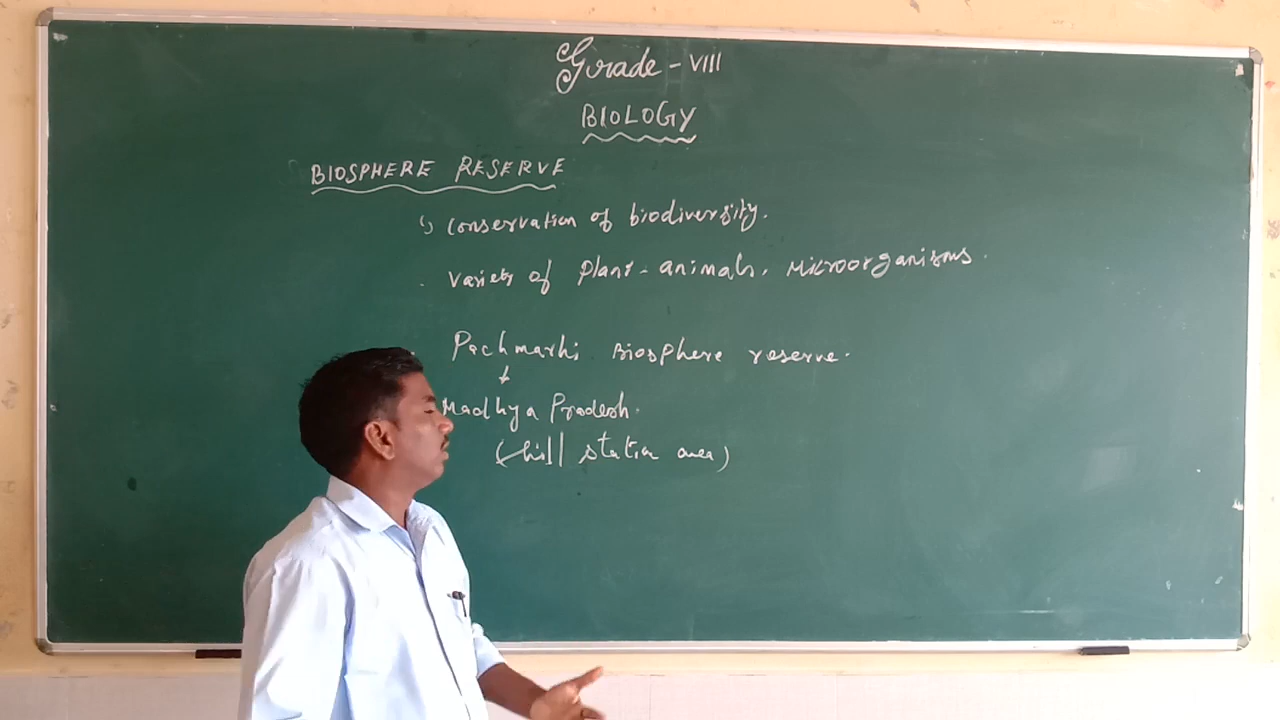 Grade - VIII
BIOLOGY
BIOSPHERE RESERVE
conservation of biodiversity.
Variety of plant - animals, Microorganisms.
Pachmarhi Biosphere reserve.
Madhya Pradesh.
(hill station area)